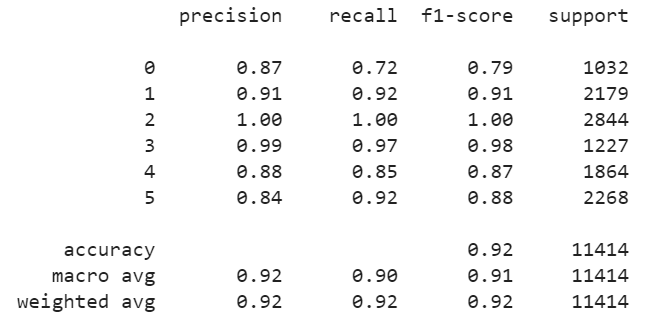 precision recall f1-score support
0 0.87 0.72 0.79 1032
1 0.91 0.92 0.91 2179
2 1.00 1.00 1.00 2844
3 0.99 0.97 0.98 1227
4 0.88 0.85 0.87 1864
5 0.84 0.92 0.88 2268
accuracy 0.92 11414
macro avg 0.92 0.90 0.91 11414
weighted avg 0.92 0.92 0.92 11414